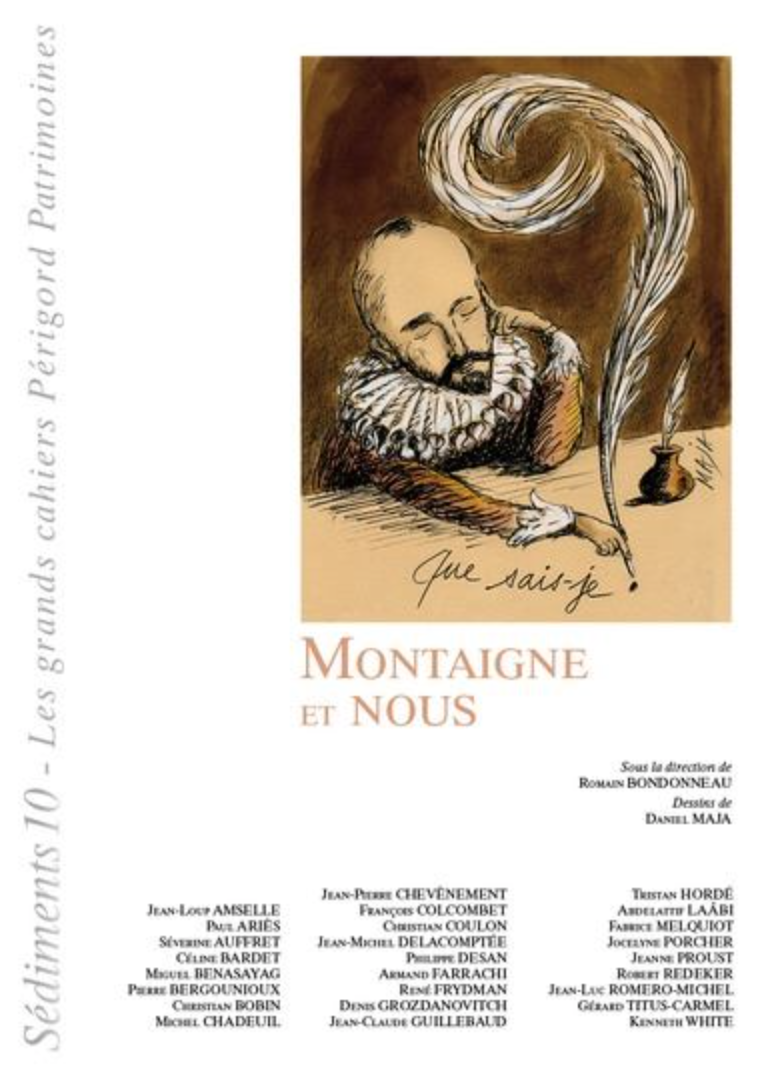 Sédiments 10 - Les grands cahiers Périgord Patrimoines
MAJA
Que sais-je
MONTAIGNE
ET NOUS
Sous la direction de
ROMAIN BONDONNEAU
Dessins de
DANIEL MAJA
JEAN-LOUP AMSELLE
PAUL ARIÈS
SÉVERINE AUFFRET
CÉLINE BARDET
MIGUEL BENASAYAG
PIERRE BERGOUNIOUX
CHRISTIAN BOBIN
MICHEL CHADEUIL
JEAN-PIERRE CHEVÈNEMENT
FRANÇOIS COLCOMBET
CHRISTIAN COULON
JEAN-MICHEL DELACOMPTÉE
PHILIPPE DESAN
ARMAND FARRACHI
RENÉ FRYDMAN
DENIS GROZDANOVITCH
JEAN-CLAUDE GUILLEBAUD
TRISTAN HORDÉ
ABDELATTIF LAÂBI
FABRICE MELQUIOT
JOCELYNE PORCHER
JEANNE PROUST
ROBERT REDEKER
JEAN-LUC ROMERO-MICHEL
GÉRARD TITUS-CARMEL
KENNETH WHITE